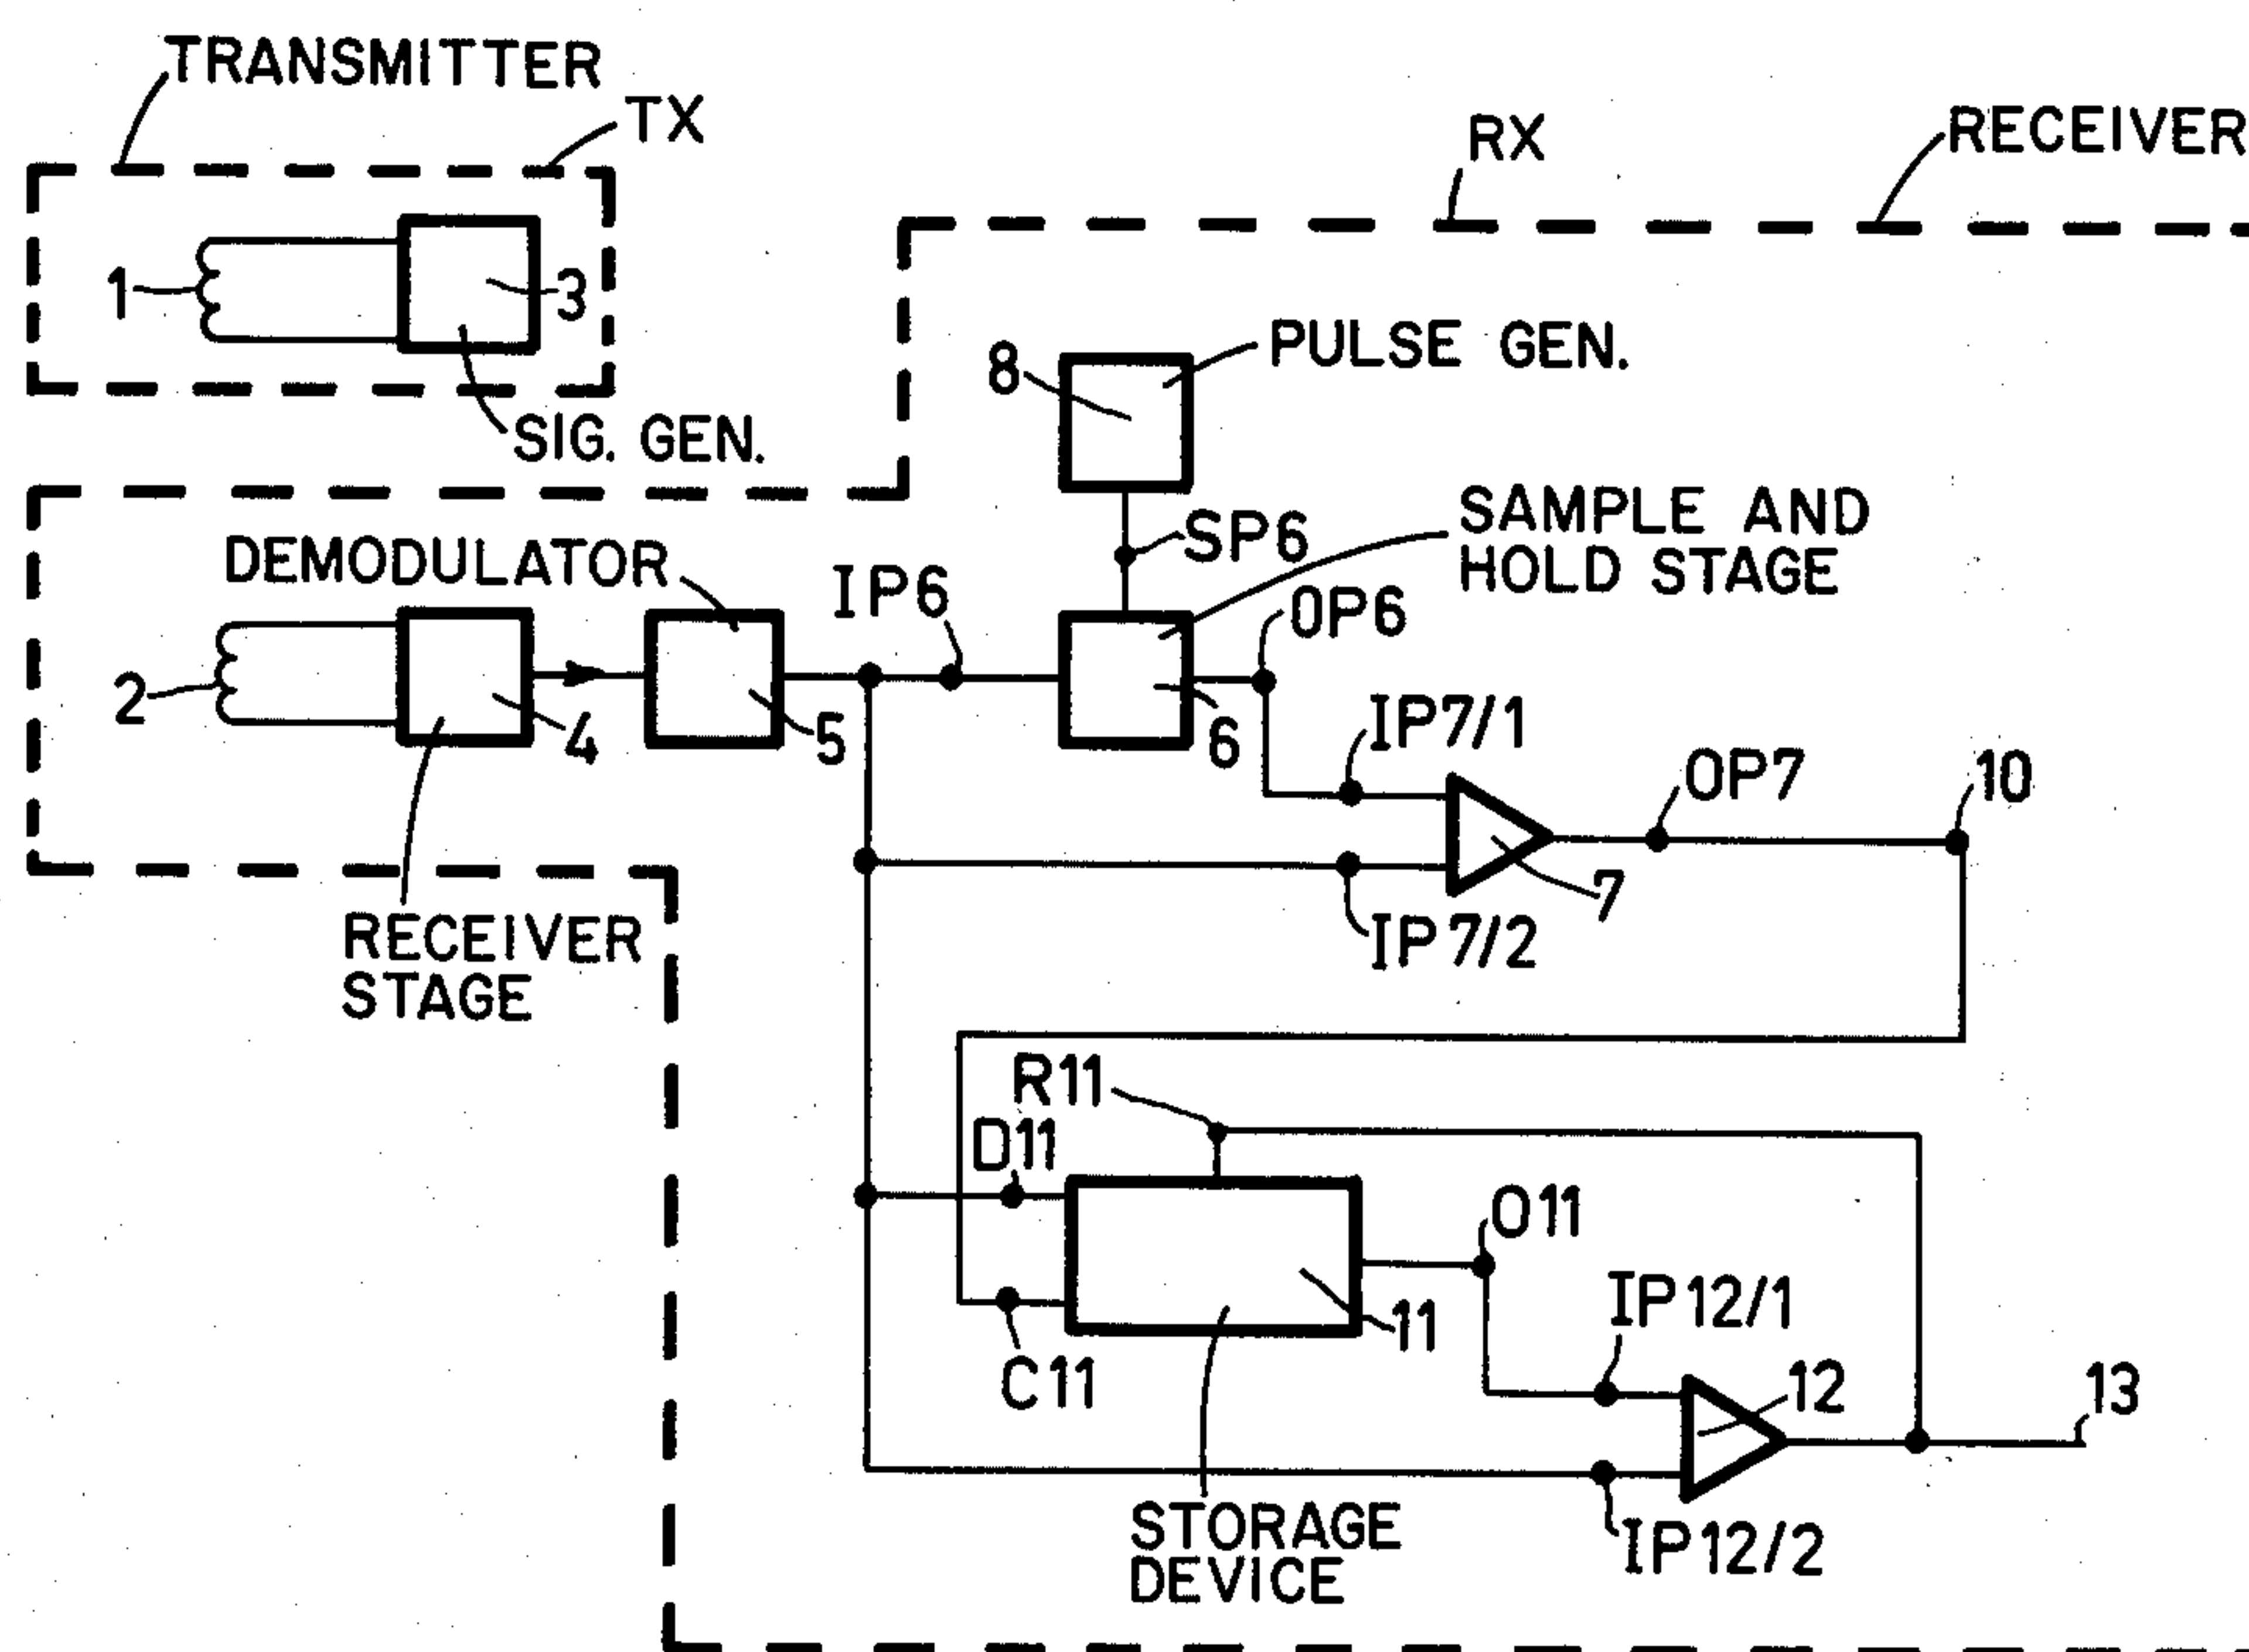 TRANSMITTER
TX
RX
RECEIVER
1
3
SIG. GEN.
8
PULSE GEN.
SP6
SAMPLE AND
HOLD STAGE
DEMODULATOR
IP6
OP6
2
4
5
6
IP7/1
OP7
10
7
IP7/2
RECEIVER
STAGE
R11
D11
O11
C11
11
IP12/1
12
13
STORAGE
DEVICE
IP12/2